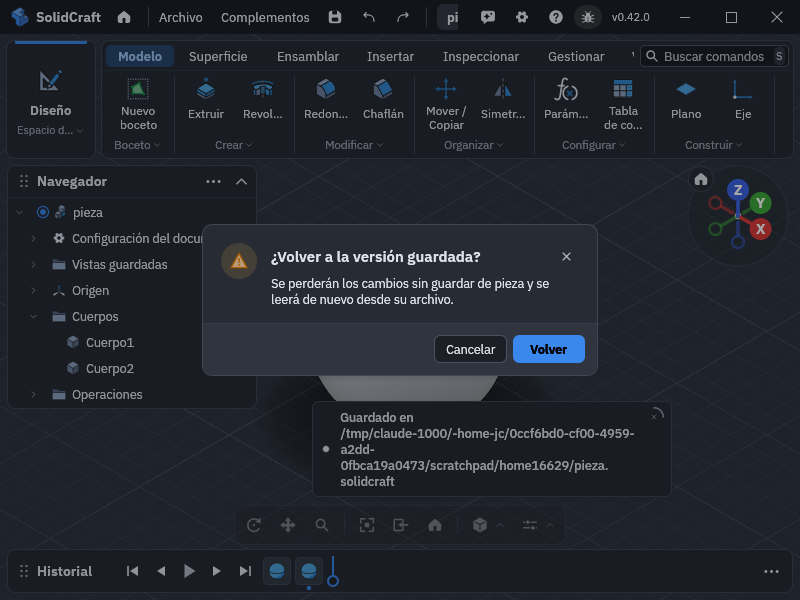 SolidCraft
Archivo
Complementos
pi
v0.42.0
Diseño
Espacio d...
Modelo
Superficie
Ensamblar
Insertar
Inspeccionar
Gestionar
Buscar comandos
S
Nuevo
boceto
Extruir
Revol...
Redon...
Chaflán
Mover /
Copiar
Simetr...
Parám...
Tabla
de co...
Plano
Eje
Boceto
Crear
Modificar
Organizar
Configurar
Construir
Navegador
pieza
Configuración del docu
Vistas guardadas
Origen
Cuerpos
Cuerpo1
Cuerpo2
Operaciones
Z
Y
X
¿Volver a la versión guardada?
Se perderán los cambios sin guardar de pieza y se
leerá de nuevo desde su archivo.
Cancelar
Volver
Guardado en
/tmp/claude-1000/-home-jc/0ccf6bd0-cf00-4959-
a2dd-
0fbca19a0473/scratchpad/home16629/pieza.
solidcraft
Historial